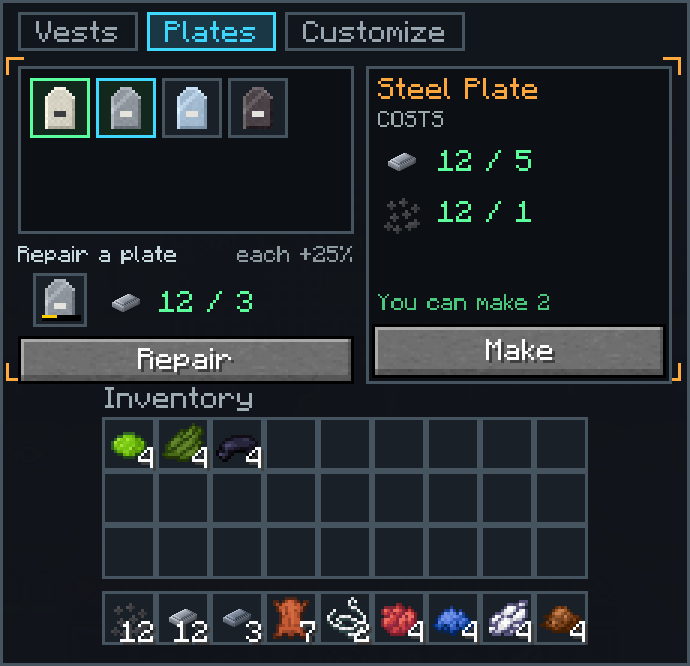 Vests Plates Customize
Steel Plate
COSTS
12 / 5
12 / 1
You can make 2
Make
Repair a plate each +25%
12 / 3
Repair
Inventory
4 4 4
12 12 3 7 2 4 4 4 4